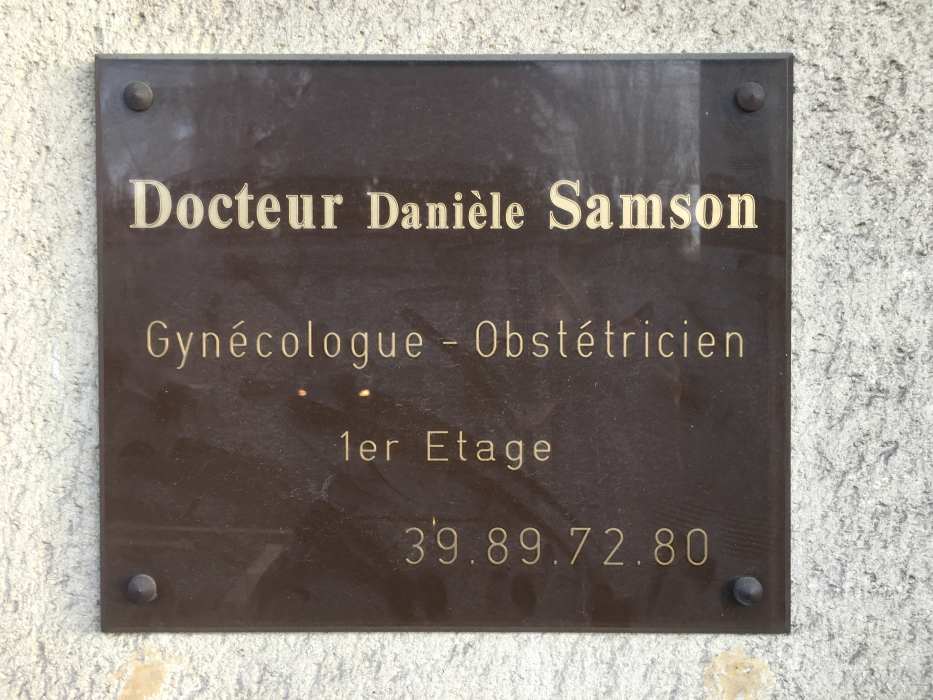 Docteur Danièle Samson
Gynécologue - Obstétricien
1er Etage
39.89.72.80